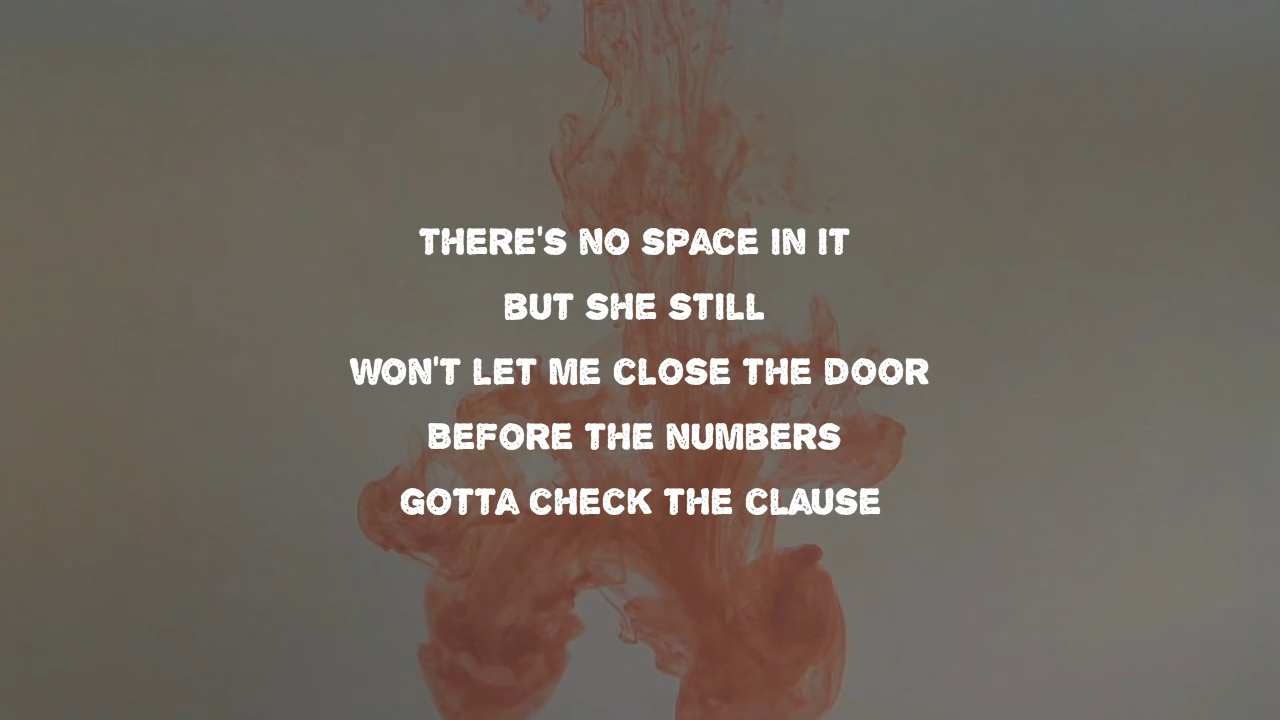 THERE'S NO SPACE IN IT
BUT SHE STILL
WON'T LET ME CLOSE THE DOOR
BEFORE THE NUMBERS
GOTTA CHECK THE CLAUSE